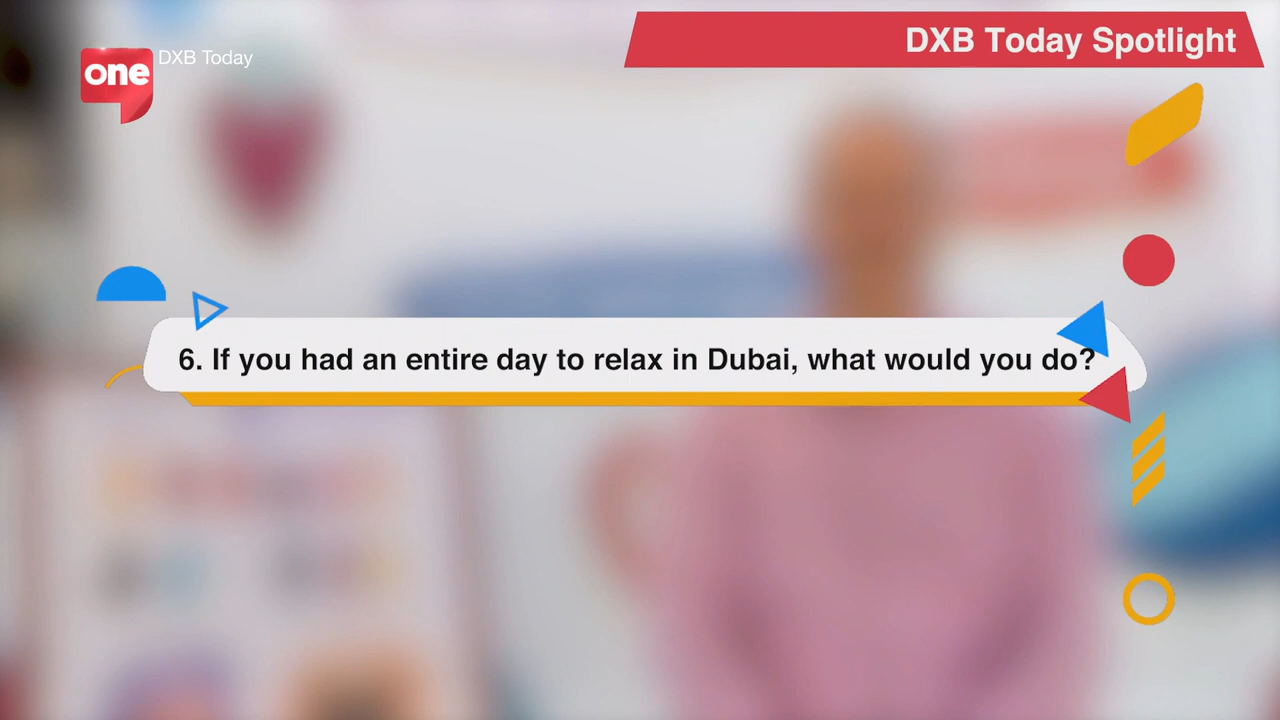 DXB Today Spotlight
one
DXB Today
6. If you had an entire day to relax in Dubai, what would you do?